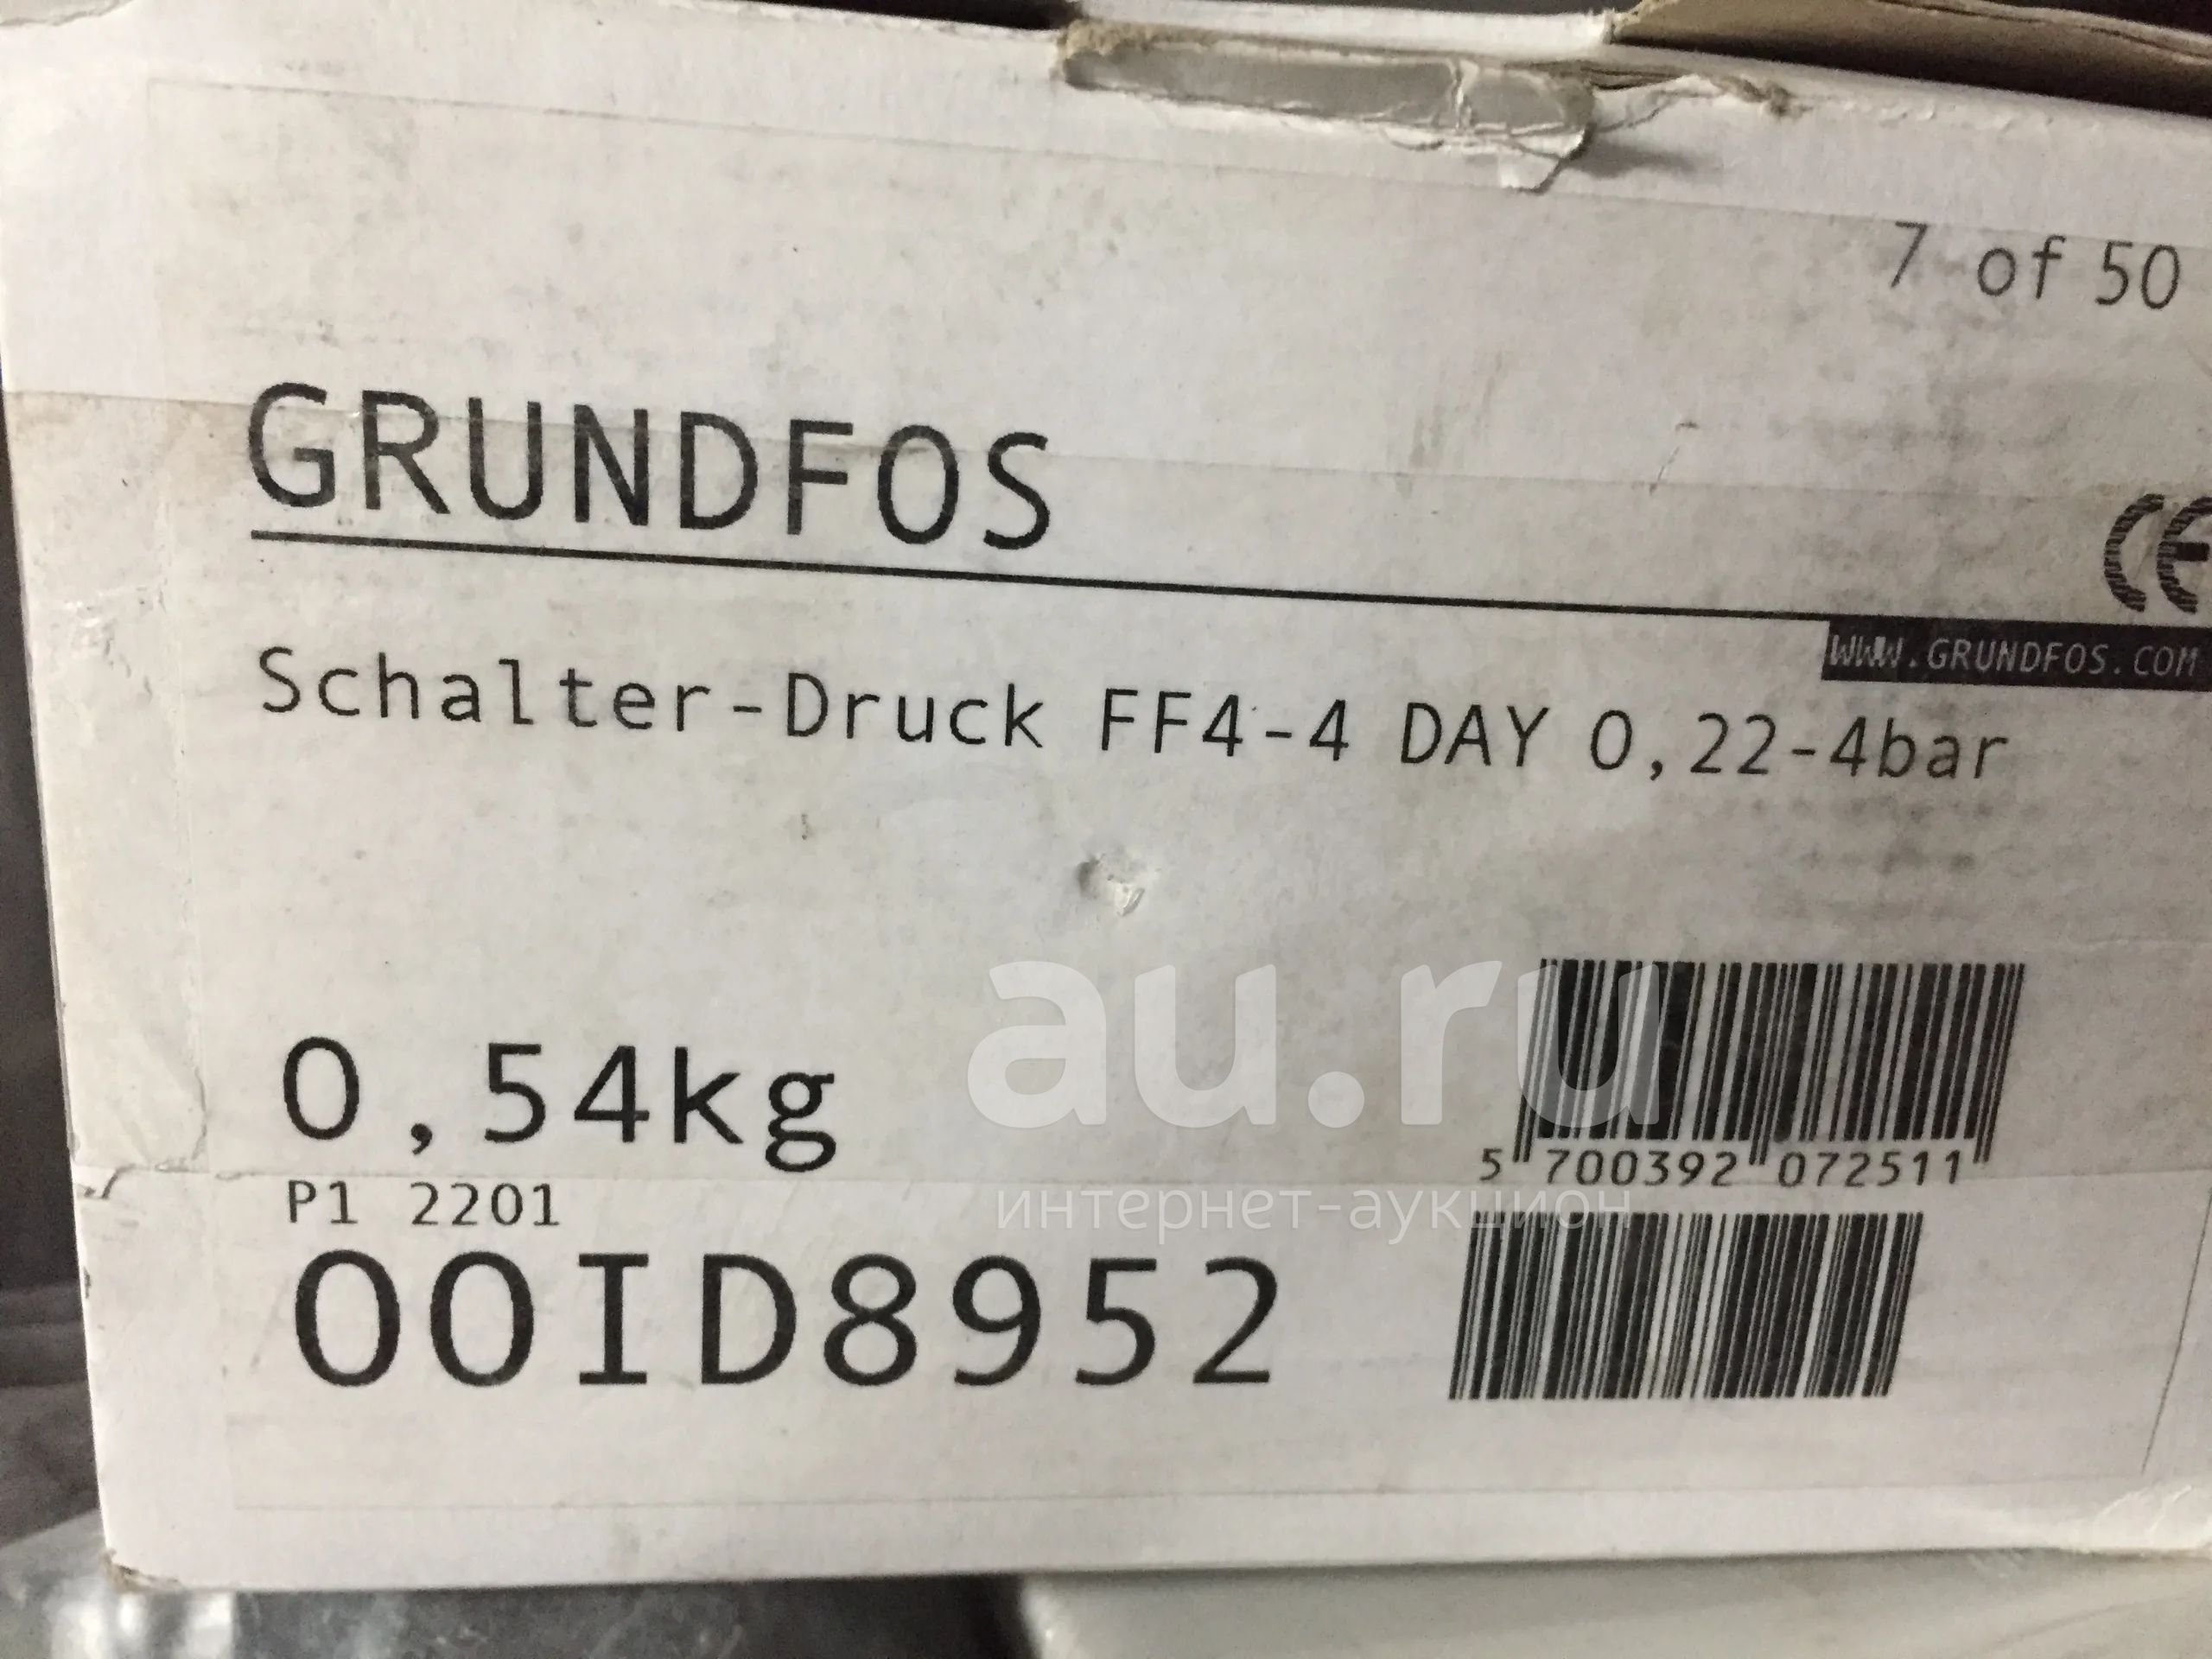 7 of 50
GRUNDFOS
CE
WWW.GRUNDFOS.COM
Schalter-Druck FF4-4 DAY 0,22-4bar
au.ru
интернет-аукцион
0,54kg
5 700392 072511
P1 2201
00ID8952